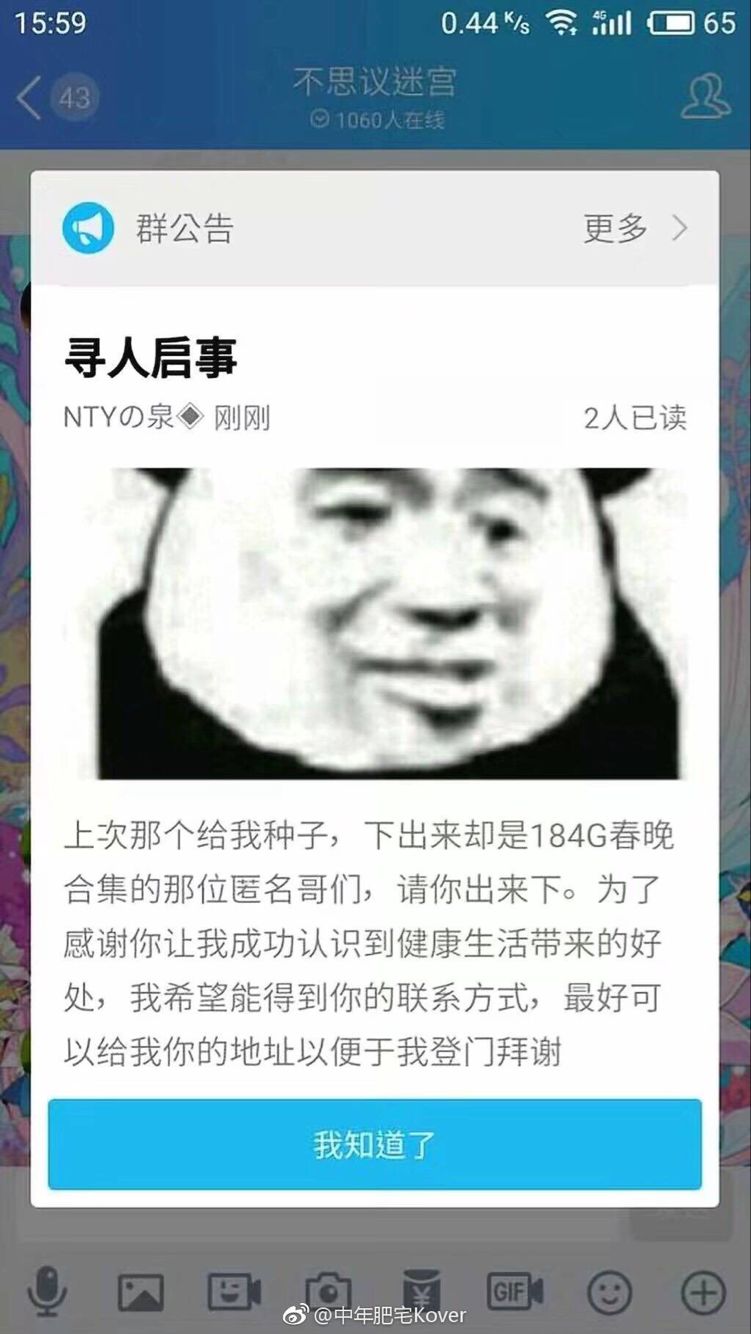 15:59 0.44 K/s 4G 65
43 不思议迷宫
1060人在线
群公告 更多
寻人启事
NTYの泉◈ 刚刚 2人已读
上次那个给我种子，下出来却是184G春晚
合集的那位匿名哥们，请你出来下。为了
感谢你让我成功认识到健康生活带来的好
处，我希望能得到你的联系方式，最好可
以给我你的地址以便于我登门拜谢
我知道了
GIF
@中年肥宅Kover